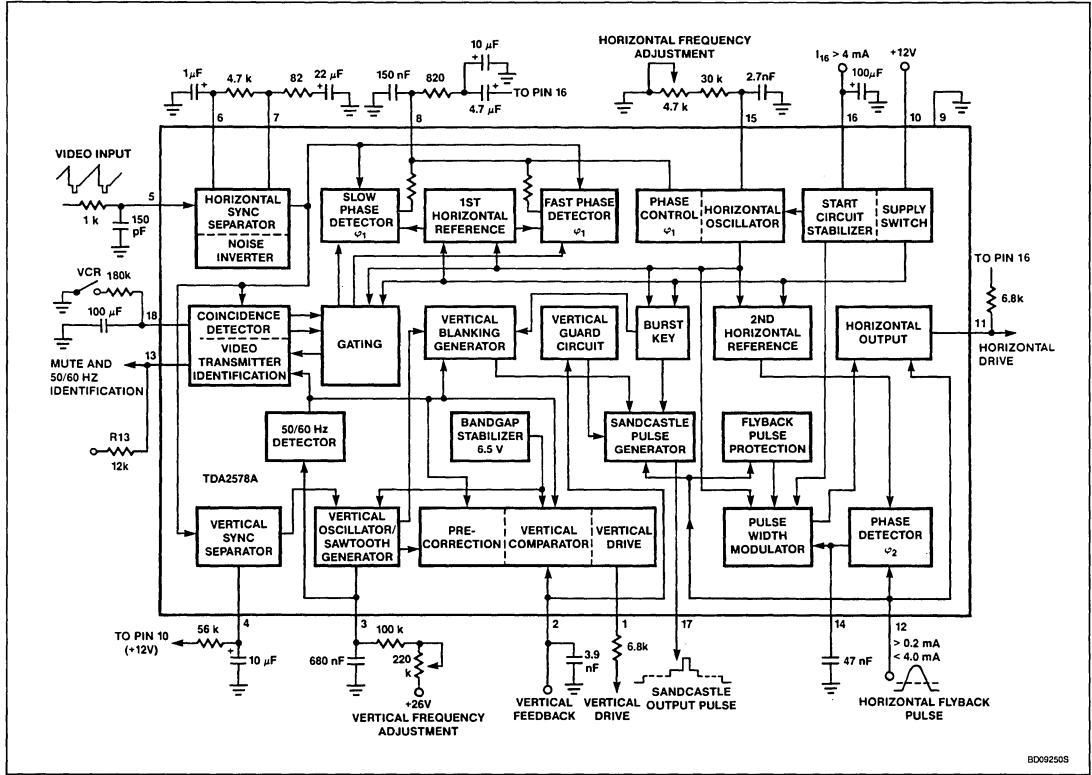 HORIZONTAL FREQUENCY
ADJUSTMENT
I16 > 4 mA
+12V
10 µF
1µF
4.7 k
82
22 µF
150 nF
820
TO PIN 16
4.7 µF
4.7 k
30 k
2.7nF
100µF
6
7
8
15
16
10
9
VIDEO INPUT
5
1 k
150
pF
HORIZONTAL
SYNC
SEPARATOR
NOISE
INVERTER
SLOW
PHASE
DETECTOR
φ1
1ST
HORIZONTAL
REFERENCE
FAST PHASE
DETECTOR
φ1
PHASE
CONTROL
φ1
HORIZONTAL
OSCILLATOR
START
CIRCUIT
STABILIZER
SUPPLY
SWITCH
TO PIN 16
6.8k
11
HORIZONTAL
DRIVE
VCR
180k
100 µF
18
13
MUTE AND
50/60 HZ
IDENTIFICATION
COINCIDENCE
DETECTOR
VIDEO
TRANSMITTER
IDENTIFICATION
GATING
VERTICAL
BLANKING
GENERATOR
VERTICAL
GUARD
CIRCUIT
BURST
KEY
2ND
HORIZONTAL
REFERENCE
HORIZONTAL
OUTPUT
R13
12k
50/60 Hz
DETECTOR
BANDGAP
STABILIZER
6.5 V
SANDCASTLE
PULSE
GENERATOR
FLYBACK
PULSE
PROTECTION
TDA2578A
VERTICAL
SYNC
SEPARATOR
VERTICAL
OSCILLATOR/
SAWTOOTH
GENERATOR
PRE-
CORRECTION
VERTICAL
COMPARATOR
VERTICAL
DRIVE
PULSE
WIDTH
MODULATOR
PHASE
DETECTOR
φ2
4
3
2
1
17
14
12
TO PIN 10
(+12V)
56 k
10 µF
680 nF
100 k
220
k
+26V
VERTICAL FREQUENCY
ADJUSTMENT
3.9
nF
VERTICAL
FEEDBACK
6.8k
VERTICAL
DRIVE
SANDCASTLE
OUTPUT PULSE
47 nF
> 0.2 mA
< 4.0 mA
HORIZONTAL FLYBACK
PULSE
BD09250S